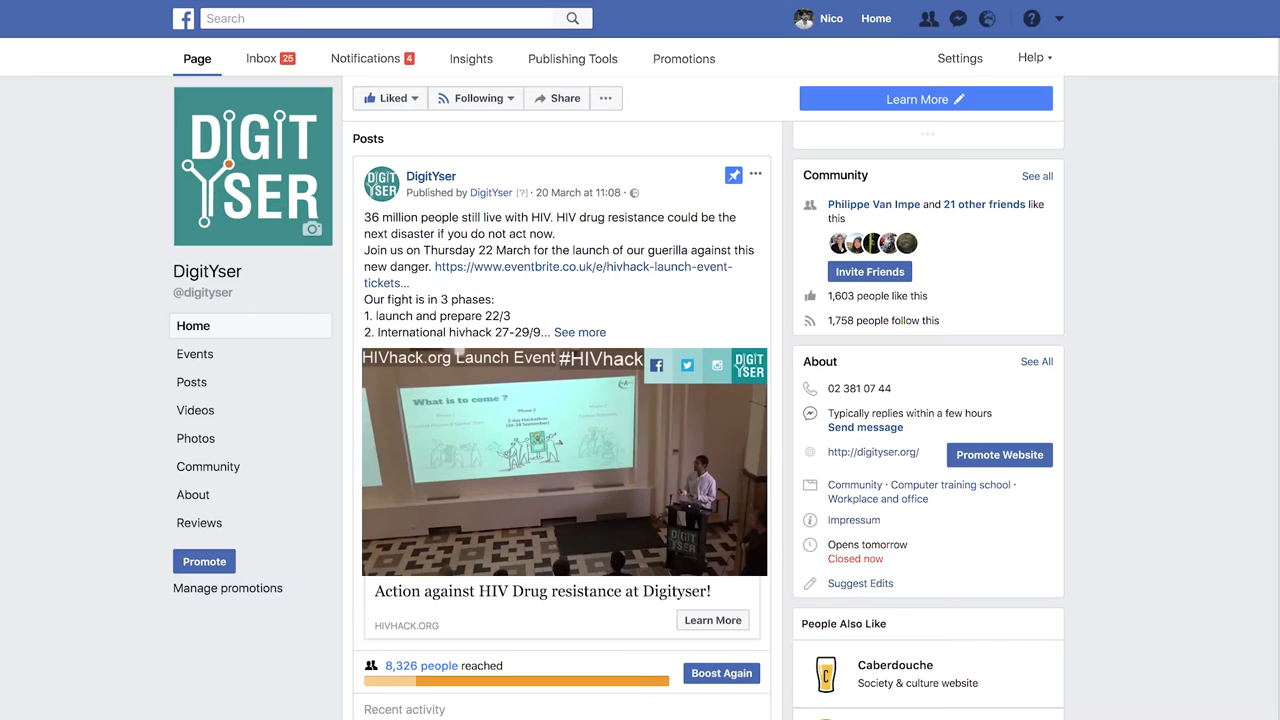 Search
Nico
Home
Page
Inbox 25
Notifications 4
Insights
Publishing Tools
Promotions
Settings
Help
DIGIT
YSER
DigitYser
@digityser
Home
Events
Posts
Videos
Photos
Community
About
Reviews
Promote
Manage promotions
Liked
Following
Share
Learn More
Posts
DIGIT
YSER
DigitYser
Published by DigitYser [?] · 20 March at 11:08 ·
36 million people still live with HIV. HIV drug resistance could be the
next disaster if you do not act now.
Join us on Thursday 22 March for the launch of our guerilla against this
new danger. https://www.eventbrite.co.uk/e/hivhack-launch-event-
tickets...
Our fight is in 3 phases:
1. launch and prepare 22/3
2. International hivhack 27-29/9... See more
HIVhack.org Launch Event #HIVhack
DIGIT
YSER
What is to come ?
Phase 2
DIGIT
YSER
Action against HIV Drug resistance at Digityser!
HIVHACK.ORG
Learn More
8,326 people reached
Boost Again
Recent activity
Community
See all
Philippe Van Impe and 21 other friends like
this
Invite Friends
1,603 people like this
1,758 people follow this
About
See All
02 381 07 44
Typically replies within a few hours
Send message
http://digityser.org/
Promote Website
Community · Computer training school ·
Workplace and office
Impressum
Opens tomorrow
Closed now
Suggest Edits
People Also Like
C
Caberdouche
Society & culture website